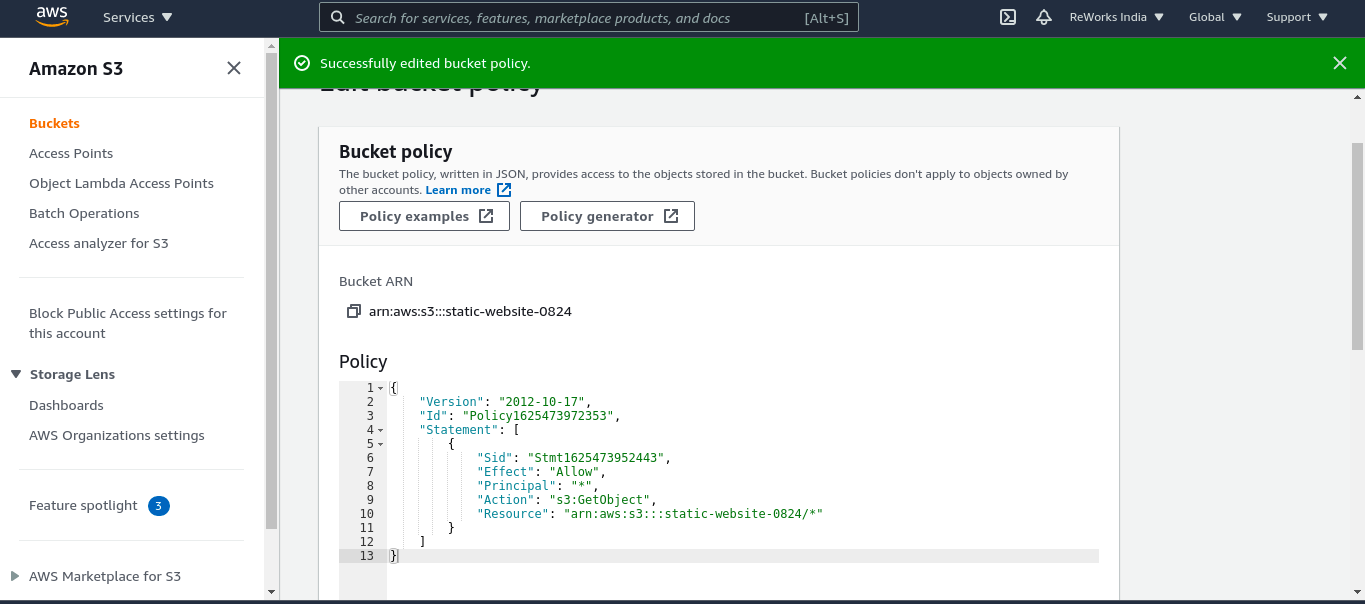 aws
Services
Search for services, features, marketplace products, and docs [Alt+S]
ReWorks India
Global
Support
Amazon S3
Buckets
Access Points
Object Lambda Access Points
Batch Operations
Access analyzer for S3
Block Public Access settings for
this account
Storage Lens
Dashboards
AWS Organizations settings
Feature spotlight 3
AWS Marketplace for S3
Successfully edited bucket policy.
Edit bucket policy
Bucket policy
The bucket policy, written in JSON, provides access to the objects stored in the bucket. Bucket policies don't apply to objects owned by
other accounts. Learn more
Policy examples
Policy generator
Bucket ARN
arn:aws:s3:::static-website-0824
Policy
1 {
2 "Version": "2012-10-17",
3 "Id": "Policy1625473972353",
4 "Statement": [
5 {
6 "Sid": "Stmt1625473952443",
7 "Effect": "Allow",
8 "Principal": "*",
9 "Action": "s3:GetObject",
10 "Resource": "arn:aws:s3:::static-website-0824/*"
11 }
12 ]
13 }